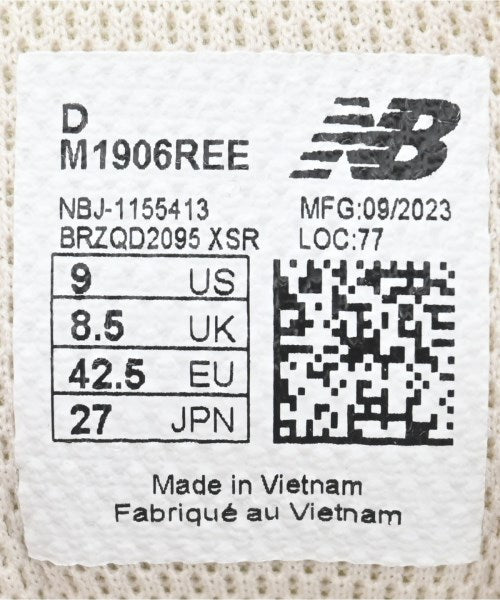 D
M1906REE
NB
NBJ-1155413
BRZQD2095 XSR
MFG:09/2023
LOC:77
9 US
8.5 UK
42.5 EU
27 JPN
Made in Vietnam
Fabriqué au Vietnam